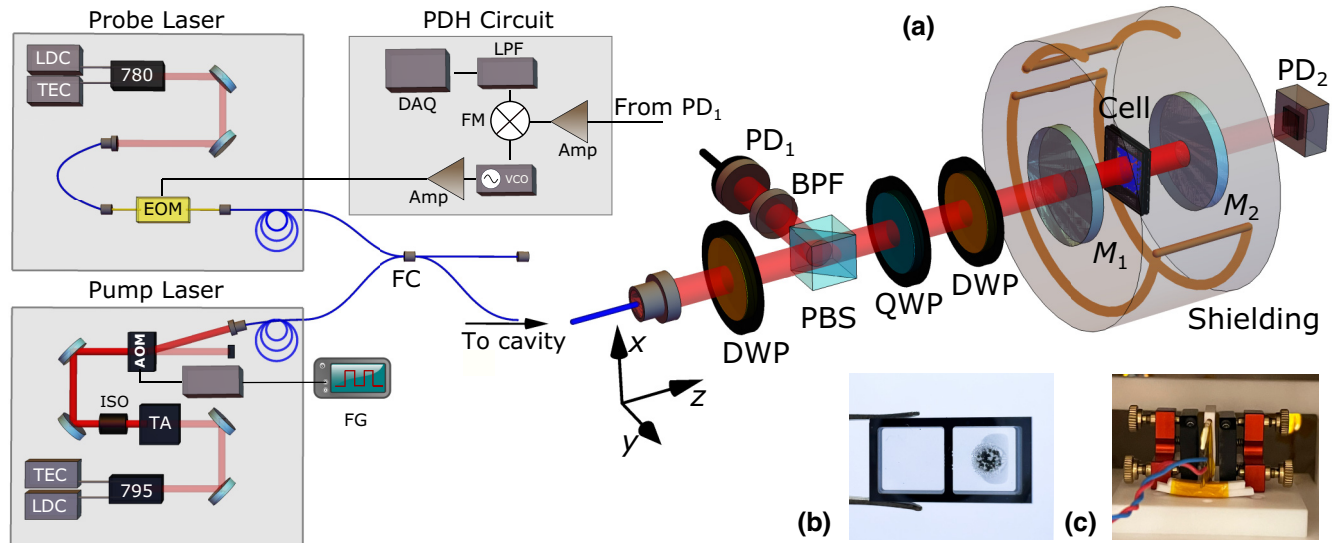 Probe Laser
LDC
TEC
780
EOM
PDH Circuit
LPF
DAQ
FM
Amp
From PD1
VCO
Amp
FC
To cavity
Pump Laser
AOM
ISO
TA
FG
TEC
LDC
795
(a)
PD1
BPF
PBS
DWP
QWP
DWP
M1
Cell
M2
PD2
Shielding
x
z
y
(b)
(c)